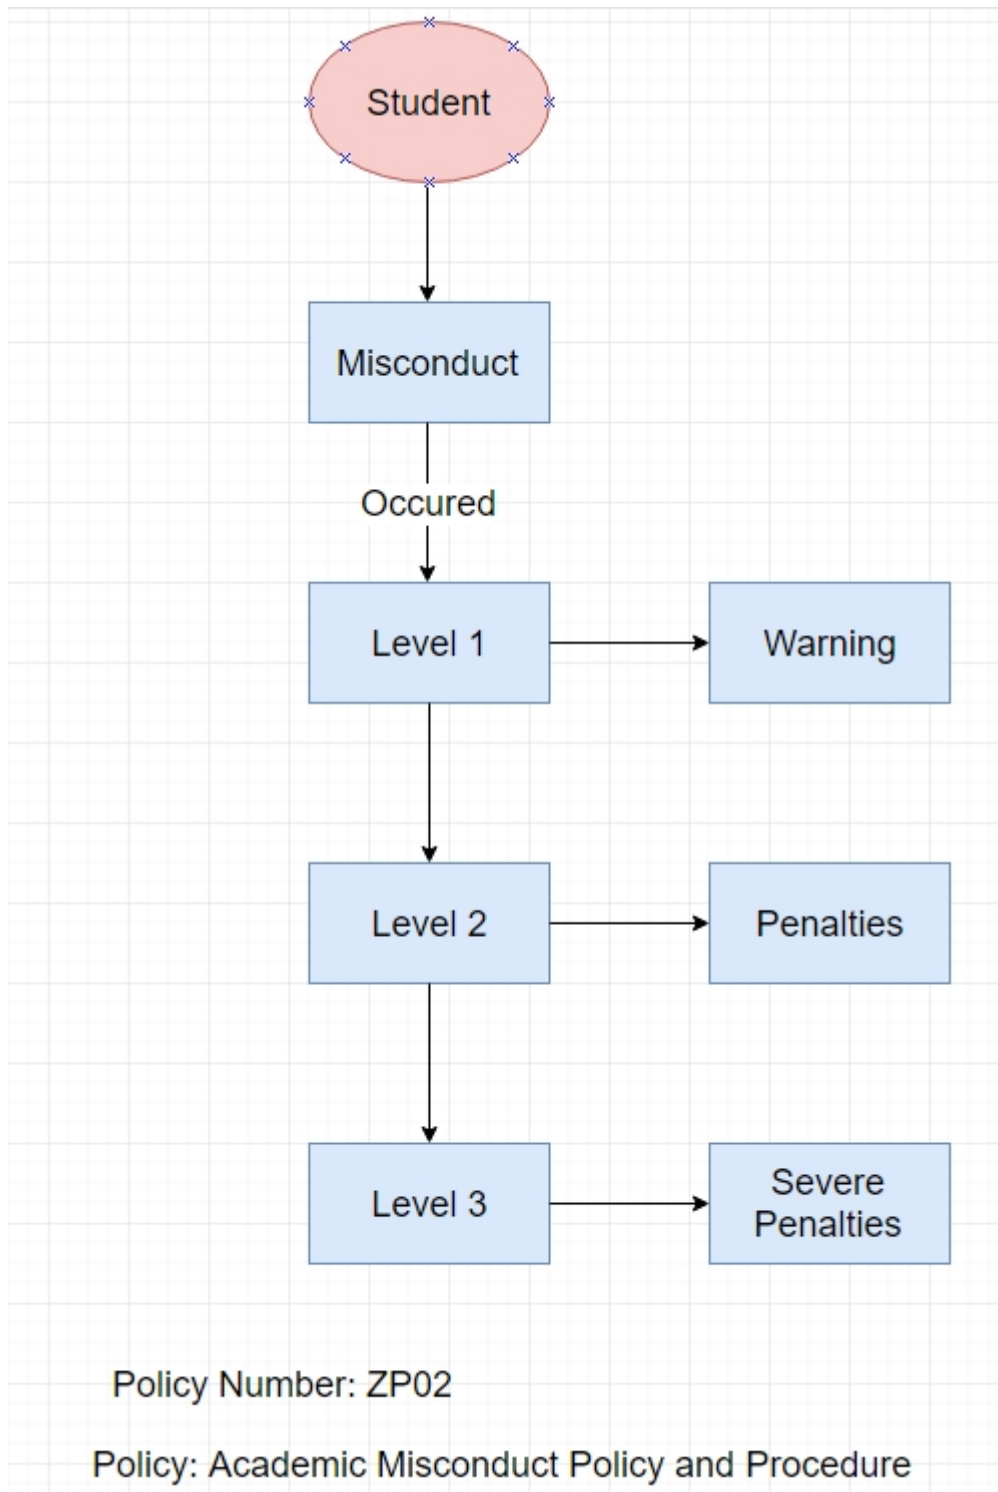 Student
Misconduct
Occured
Level 1
Warning
Level 2
Penalties
Level 3
Severe
Penalties
Policy Number: ZP02
Policy: Academic Misconduct Policy and Procedure